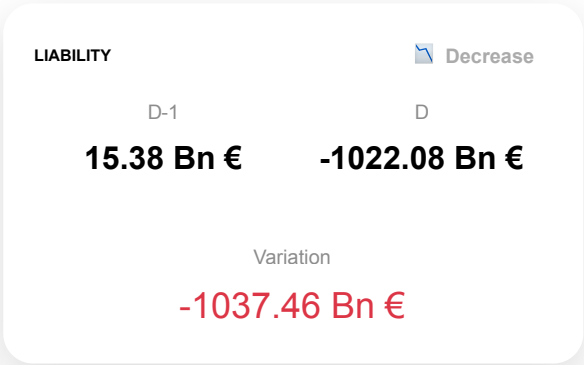 LIABILITY 📉 Decrease
D-1 D
15.38 Bn € -1022.08 Bn €
Variation
-1037.46 Bn €